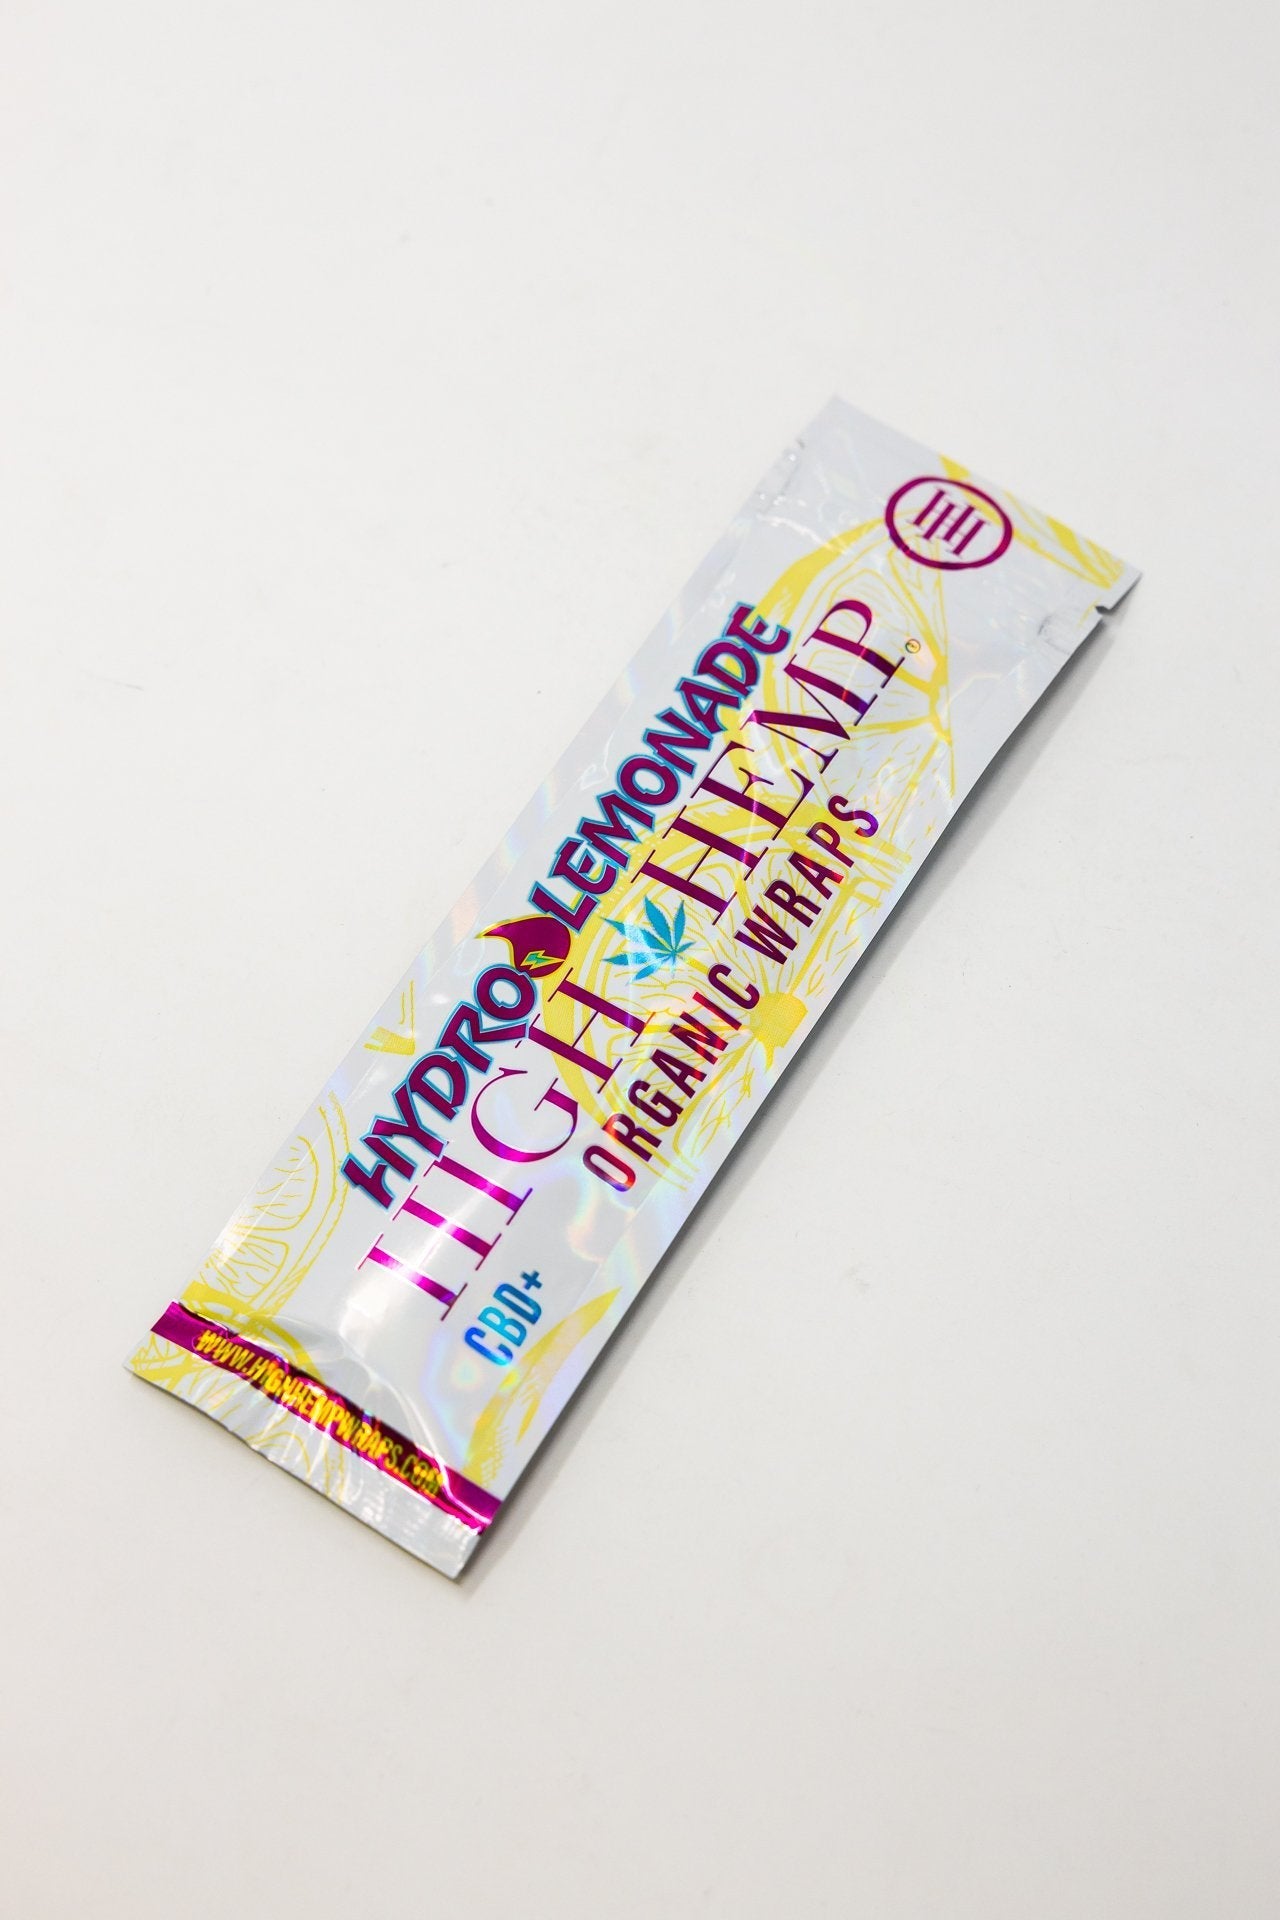 HYDRO LEMONADE
HIGH HEMP®
ORGANIC WRAPS
CBD+
WWW.HIGHHEMPWRAPS.COM